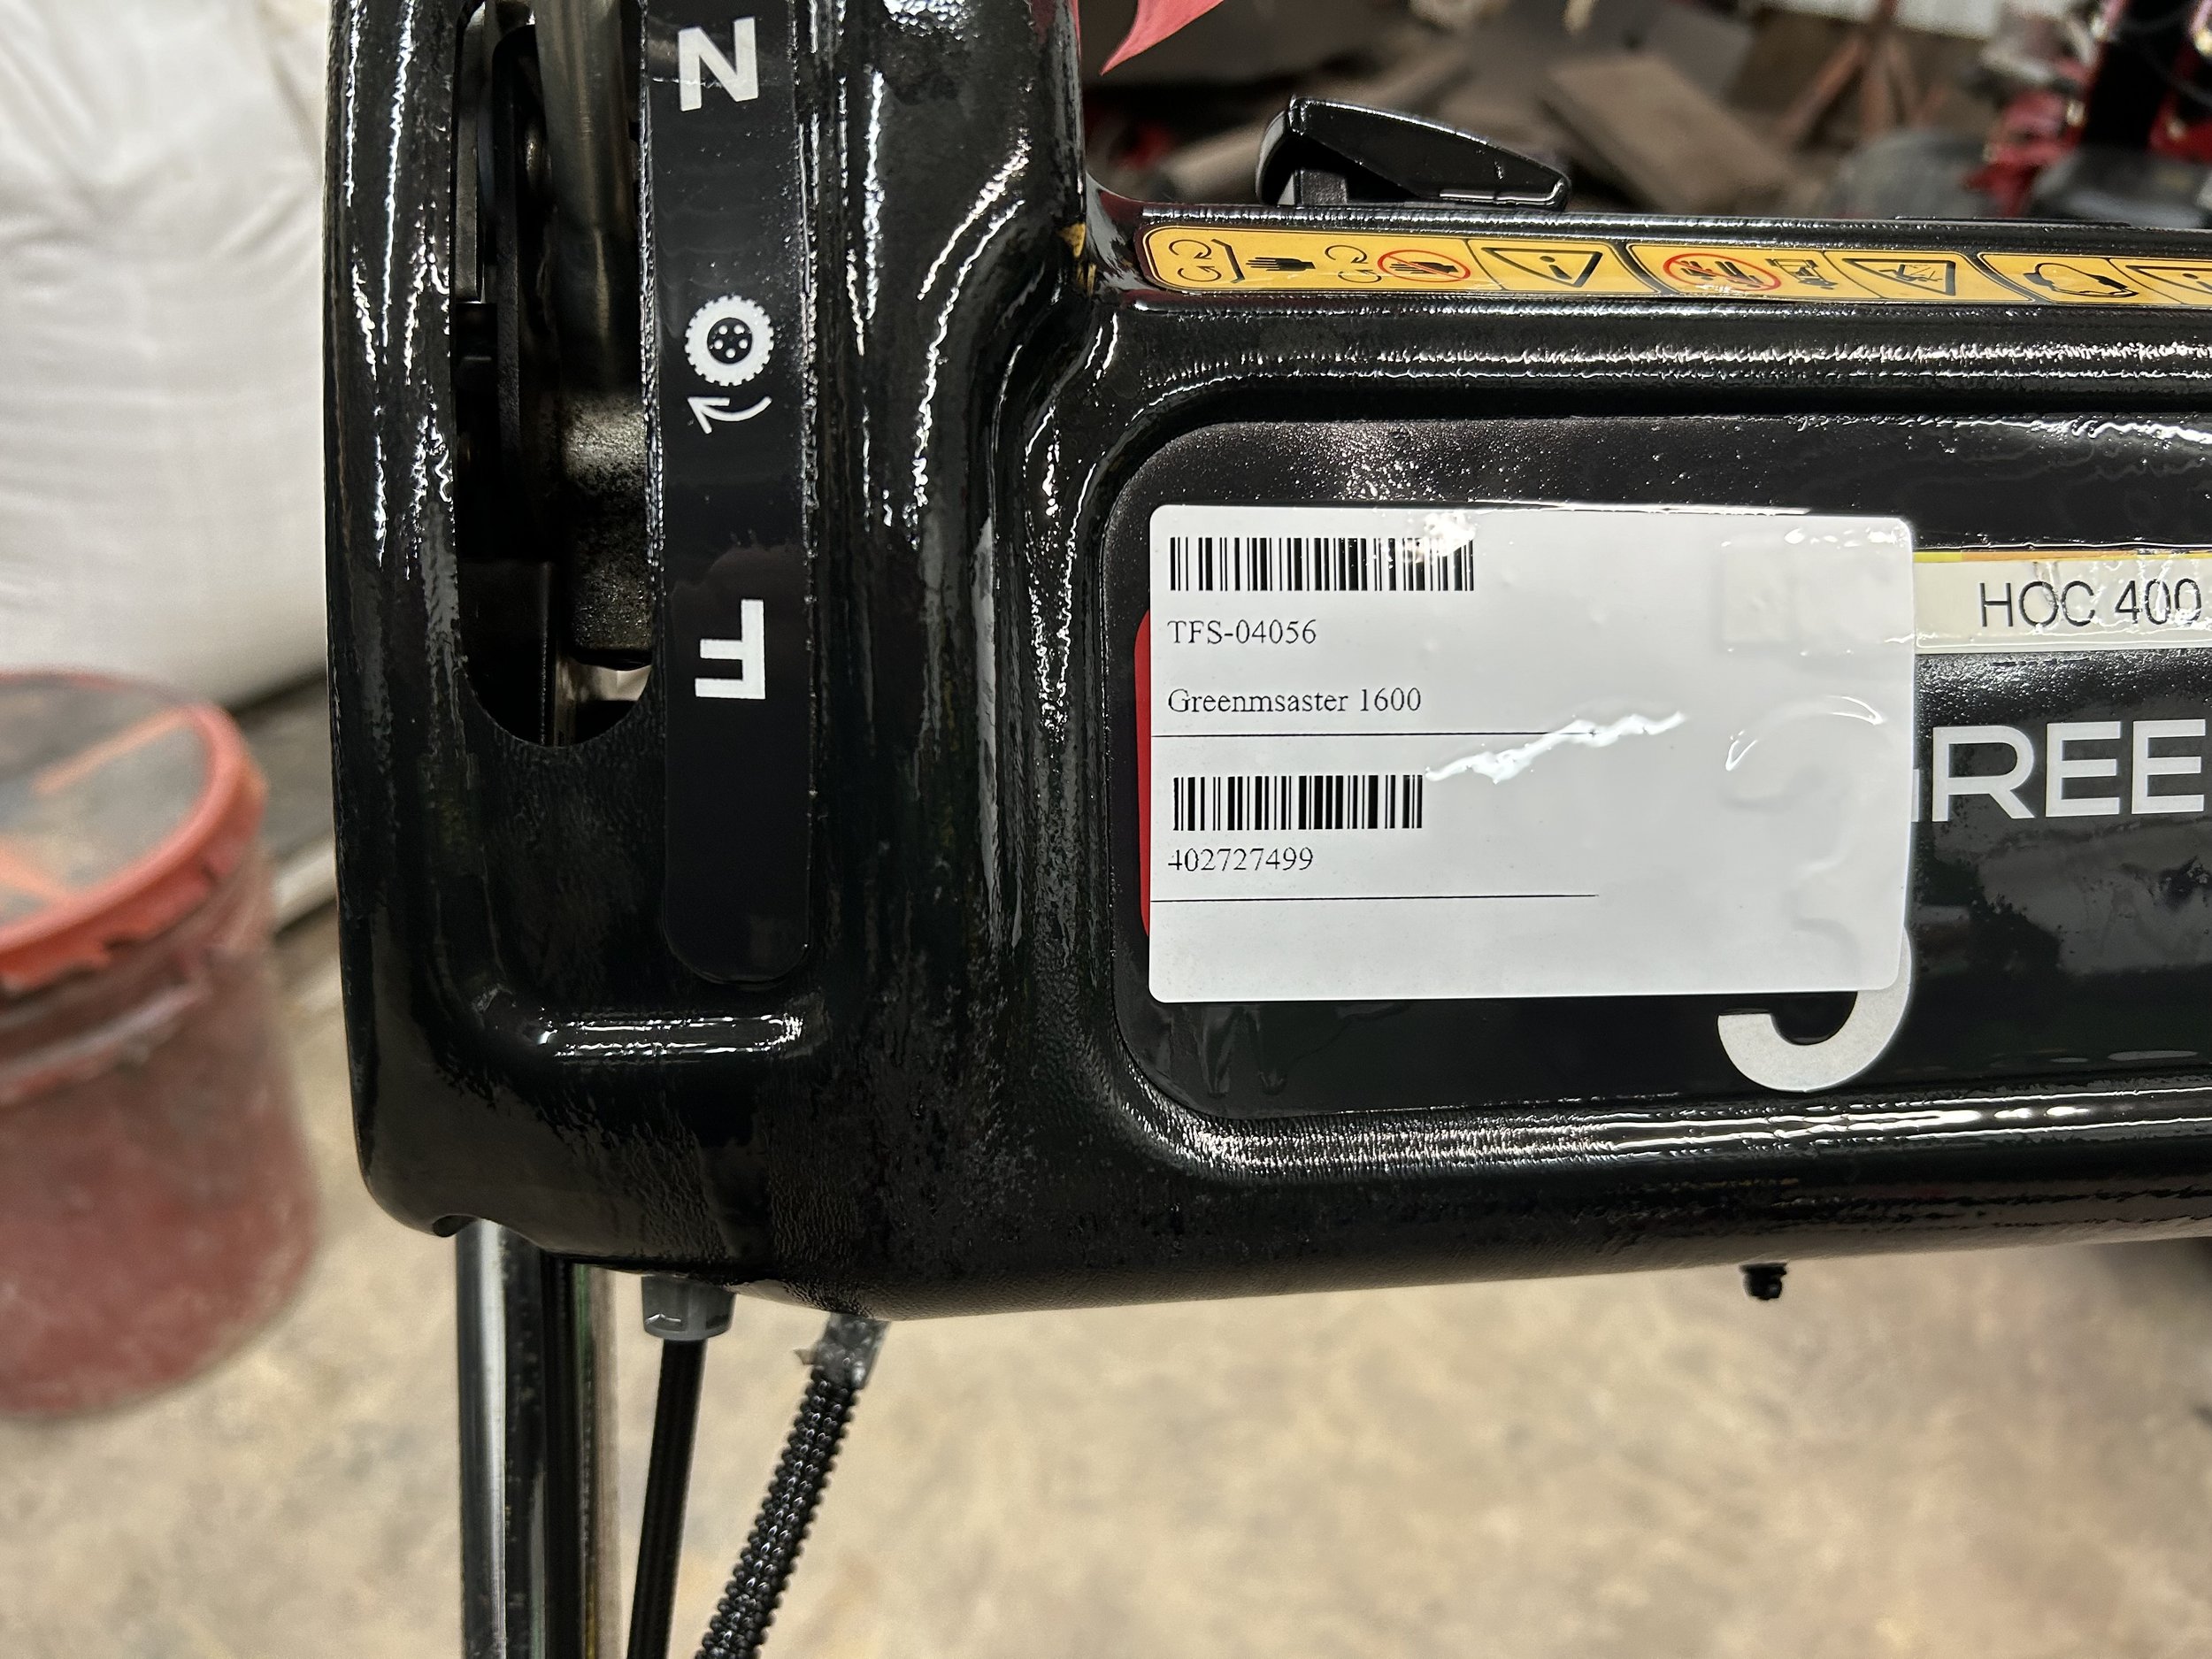 N
F
TFS-04056
Greenmsaster 1600
402727499
HOC 400
REE